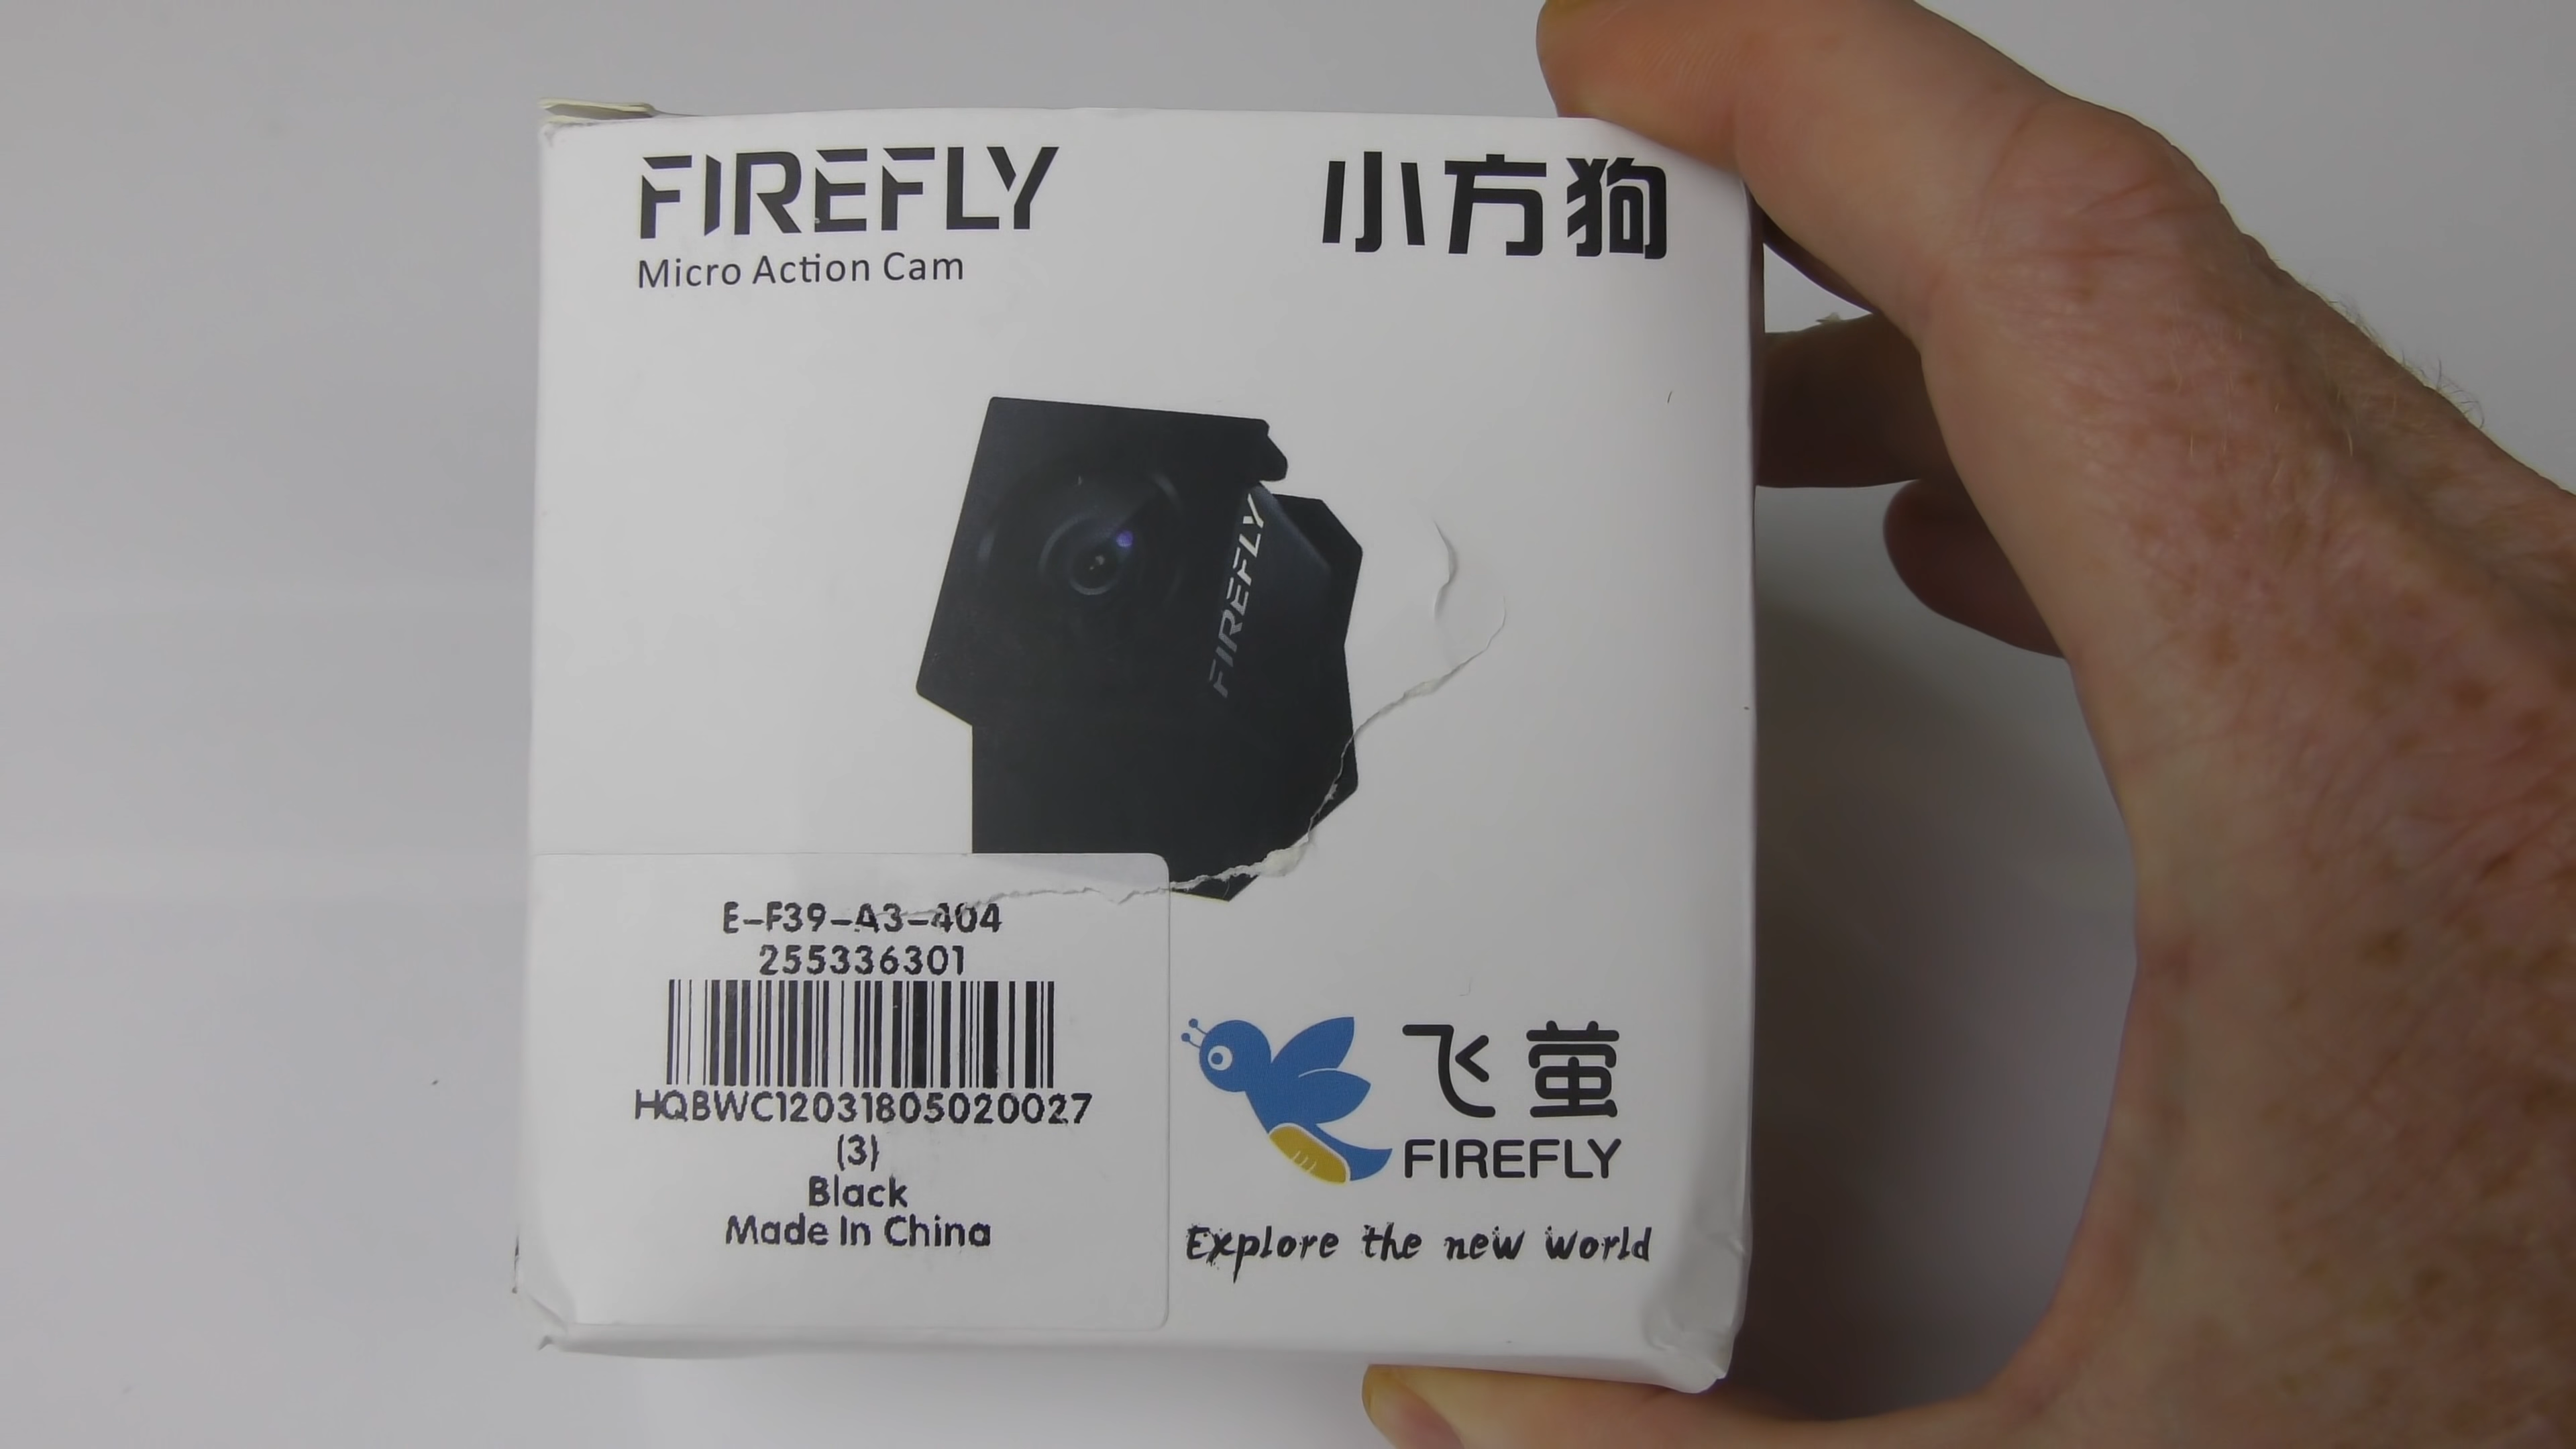 FIREFLY
Micro Action Cam
小方狗
FIREFLY
E-F39-A3-404
255336301
HQBWC12031805020027
(3)
Black
Made In China
飞萤
FIREFLY
Explore the new world